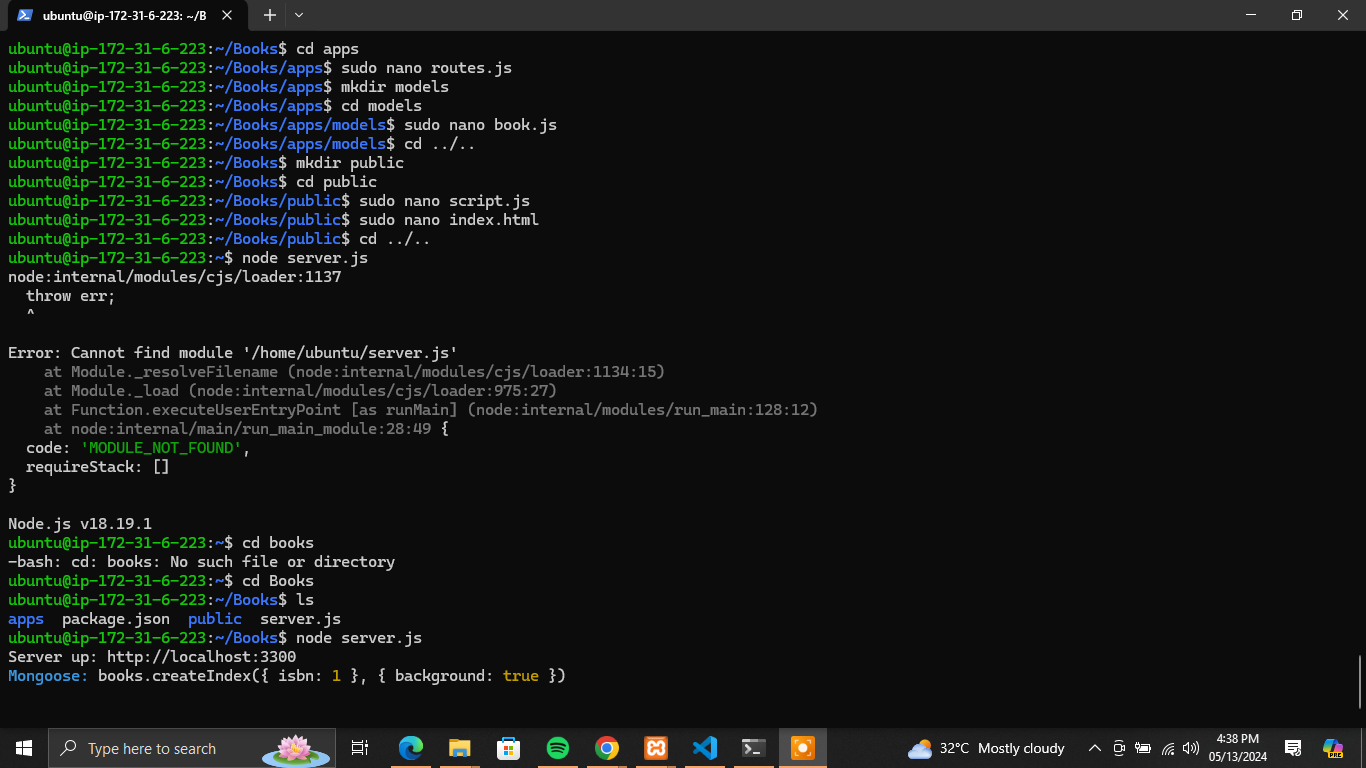 ubuntu@ip-172-31-6-223: ~/B
ubuntu@ip-172-31-6-223:~/Books$ cd apps
ubuntu@ip-172-31-6-223:~/Books/apps$ sudo nano routes.js
ubuntu@ip-172-31-6-223:~/Books/apps$ mkdir models
ubuntu@ip-172-31-6-223:~/Books/apps$ cd models
ubuntu@ip-172-31-6-223:~/Books/apps/models$ sudo nano book.js
ubuntu@ip-172-31-6-223:~/Books/apps/models$ cd ../..
ubuntu@ip-172-31-6-223:~/Books$ mkdir public
ubuntu@ip-172-31-6-223:~/Books$ cd public
ubuntu@ip-172-31-6-223:~/Books/public$ sudo nano script.js
ubuntu@ip-172-31-6-223:~/Books/public$ sudo nano index.html
ubuntu@ip-172-31-6-223:~/Books/public$ cd ../..
ubuntu@ip-172-31-6-223:~$ node server.js
node:internal/modules/cjs/loader:1137
  throw err;
  ^
Error: Cannot find module '/home/ubuntu/server.js'
    at Module._resolveFilename (node:internal/modules/cjs/loader:1134:15)
    at Module._load (node:internal/modules/cjs/loader:975:27)
    at Function.executeUserEntryPoint [as runMain] (node:internal/modules/run_main:128:12)
    at node:internal/main/run_main_module:28:49 {
  code: 'MODULE_NOT_FOUND',
  requireStack: []
}
Node.js v18.19.1
ubuntu@ip-172-31-6-223:~$ cd books
-bash: cd: books: No such file or directory
ubuntu@ip-172-31-6-223:~$ cd Books
ubuntu@ip-172-31-6-223:~/Books$ ls
apps  package.json  public  server.js
ubuntu@ip-172-31-6-223:~/Books$ node server.js
Server up: http://localhost:3300
Mongoose: books.createIndex({ isbn: 1 }, { background: true })
Type here to search
32°C Mostly cloudy
4:38 PM
05/13/2024
PRE